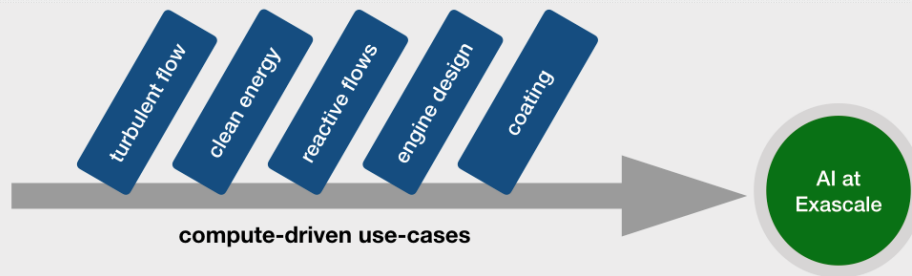 turbulent flow
clean energy
reactive flows
engine design
coating
AI at
Exascale
compute-driven use-cases